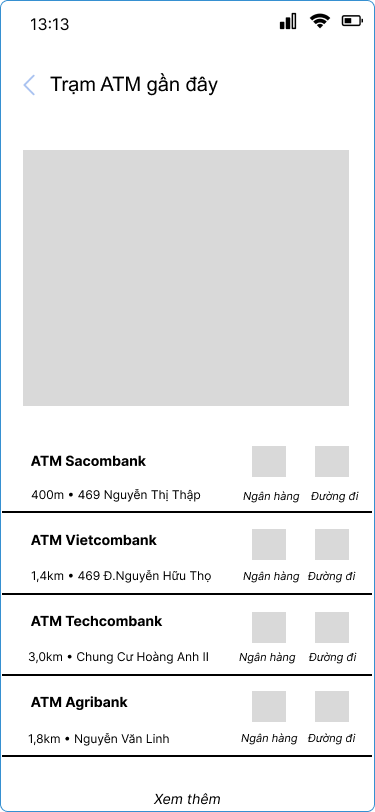 13:13
Trạm ATM gần đây
ATM Sacombank
400m • 469 Nguyễn Thị Thập
Ngân hàng Đường đi
ATM Vietcombank
1,4km • 469 Đ.Nguyễn Hữu Thọ
Ngân hàng Đường đi
ATM Techcombank
3,0km • Chung Cư Hoàng Anh II
Ngân hàng Đường đi
ATM Agribank
1,8km • Nguyễn Văn Linh
Ngân hàng Đường đi
Xem thêm